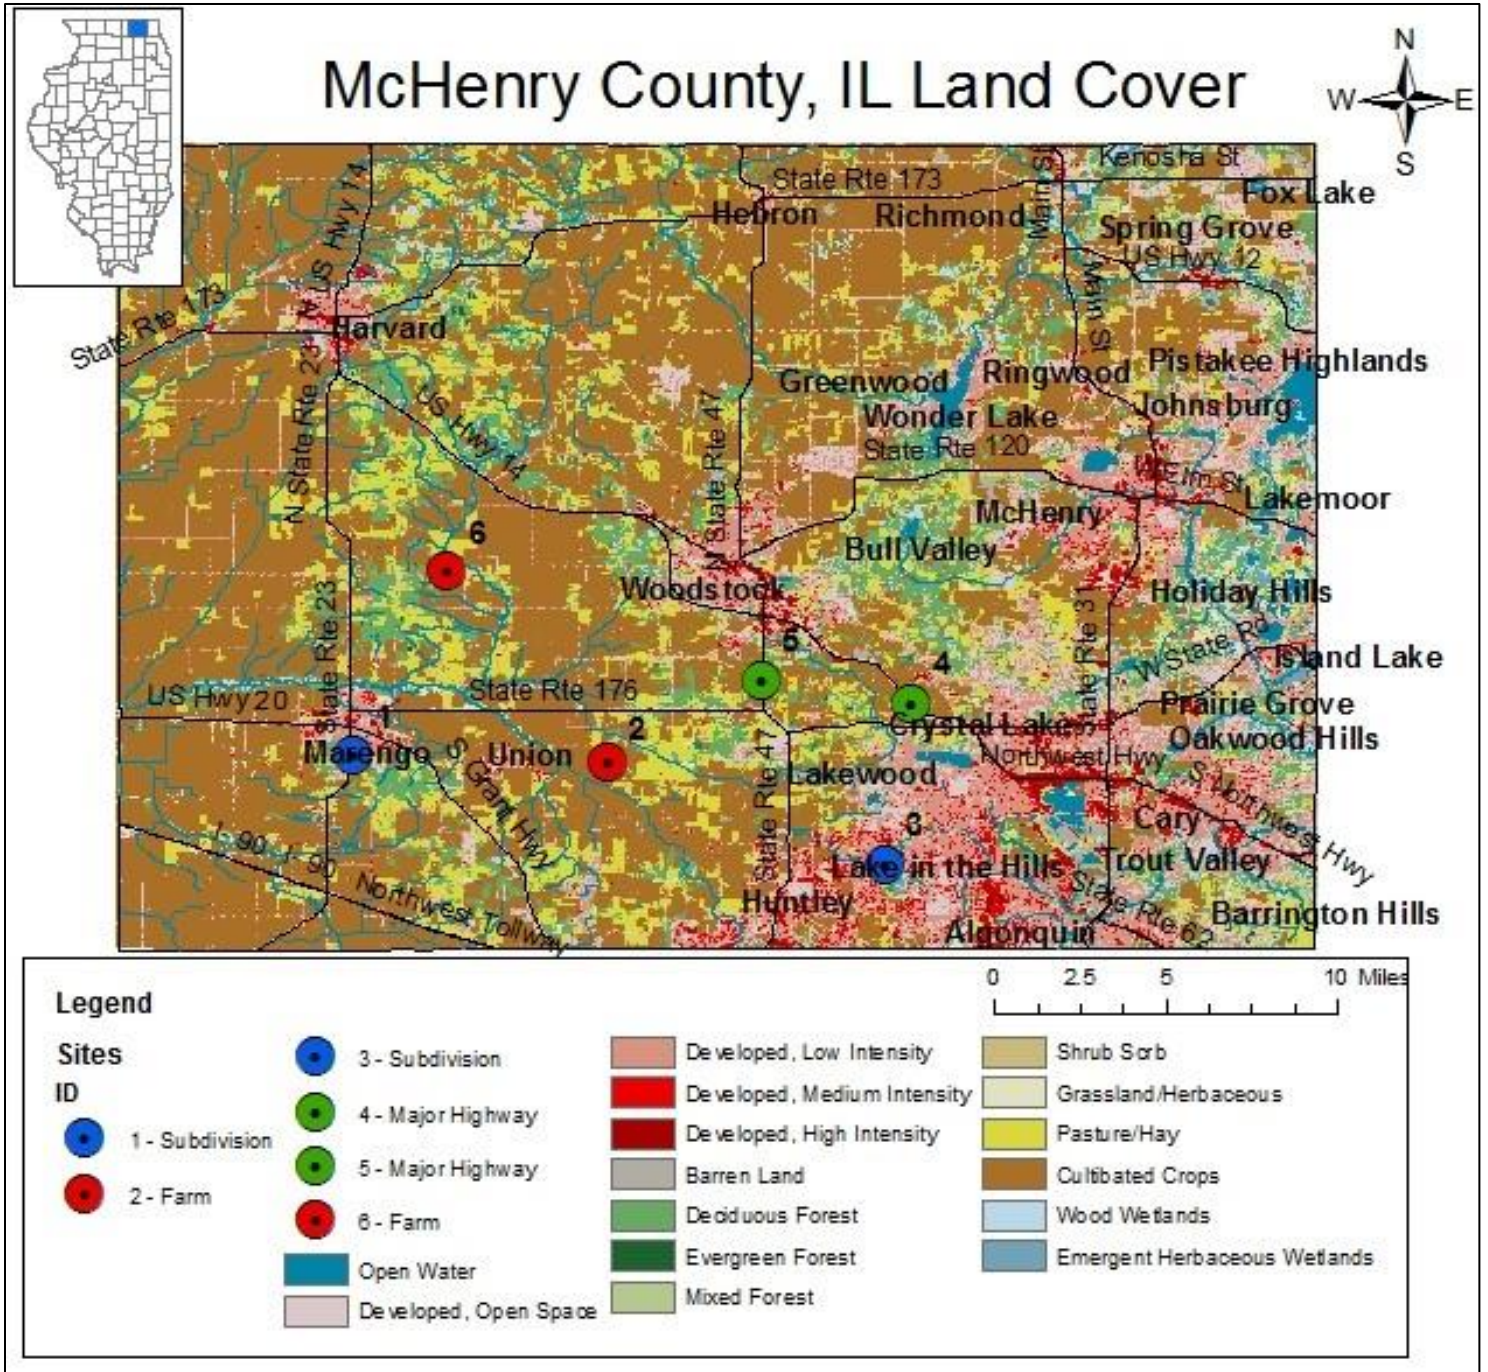 McHenry County, IL Land Cover
N
W E
S
Kenosha St
State Rte 173
Main St
Fox Lake
Hebron
Richmond
Spring Grove
US Hwy 12
N US Hwy 14
State Rte 173
Harvard
Main St
Pistakee Highlands
Greenwood
Ringwood
Johnsburg
Wonder Lake
State Rte 120
US Hwy 14
N State Rte 23
N State Rte 47
W Elm St
Lakemoor
McHenry
6
Bull Valley
Woodstock
Holiday Hills
State Rte 23
State Rte 31
W State Rd
5
4
Island Lake
US Hwy 20
State Rte 176
Prairie Grove
1
2
Crystal Lake
Oakwood Hills
Marengo
Union
Northwest Hwy
Lakewood
S Grant Hwy
State Rte 47
S Northwest Hwy
Cary
3
I- 90 I- 90 Northwest Tollway
Lake in the Hills
Trout Valley
Huntley
State Rte 62
Barrington Hills
Algonquin
0 2.5 5 10 Miles
Legend
Sites
ID
1 - Subdivision
2 - Farm
3 - Subdivision
4 - Major Highway
5 - Major Highway
6 - Farm
Open Water
Developed, Open Space
Developed, Low Intensity
Developed, Medium Intensity
Developed, High Intensity
Barren Land
Deciduous Forest
Evergreen Forest
Mixed Forest
Shrub Scrb
Grassland/Herbaceous
Pasture/Hay
Cultibated Crops
Wood Wetlands
Emergent Herbaceous Wetlands